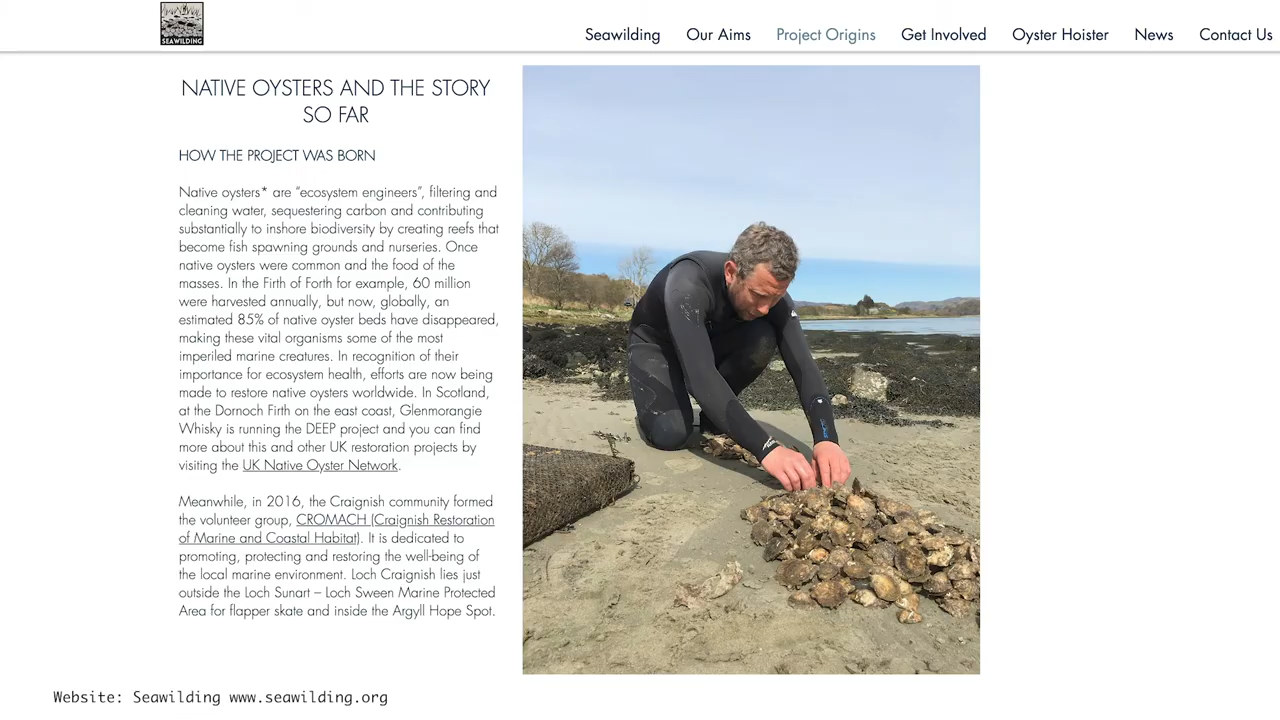 SEAWILDING
Seawilding Our Aims Project Origins Get Involved Oyster Hoister News Contact Us
NATIVE OYSTERS AND THE STORY
SO FAR
HOW THE PROJECT WAS BORN
Native oysters* are “ecosystem engineers”, filtering and
cleaning water, sequestering carbon and contributing
substantially to inshore biodiversity by creating reefs that
become fish spawning grounds and nurseries. Once
native oysters were common and the food of the
masses. In the Firth of Forth for example, 60 million
were harvested annually, but now, globally, an
estimated 85% of native oyster beds have disappeared,
making these vital organisms some of the most
imperiled marine creatures. In recognition of their
importance for ecosystem health, efforts are now being
made to restore native oysters worldwide. In Scotland,
at the Dornoch Firth on the east coast, Glenmorangie
Whisky is running the DEEP project and you can find
more about this and other UK restoration projects by
visiting the UK Native Oyster Network.
Meanwhile, in 2016, the Craignish community formed
the volunteer group, CROMACH (Craignish Restoration
of Marine and Coastal Habitat). It is dedicated to
promoting, protecting and restoring the well-being of
the local marine environment. Loch Craignish lies just
outside the Loch Sunart – Loch Sween Marine Protected
Area for flapper skate and inside the Argyll Hope Spot.
Website: Seawilding www.seawilding.org